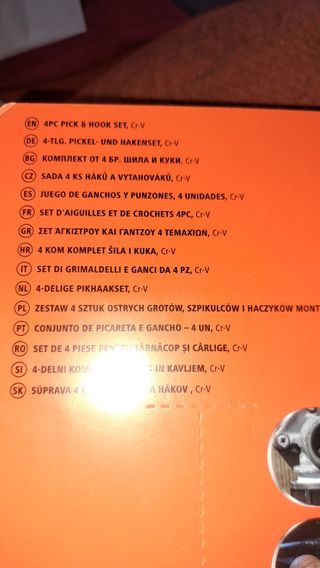 EN 4PC PICK & HOOK SET, Cr-V
DE 4-TLG. PICKEL- UND HAKENSET, Cr-V
BG КОМПЛЕКТ ОТ 4 БР. ШИЛА И КУКИ, Cr-V
CZ SADA 4 KS HÁKŮ A VYTAHOVÁKŮ, Cr-V
ES JUEGO DE GANCHOS Y PUNZONES, 4 UNIDADES, Cr-V
FR SET D'AIGUILLES ET DE CROCHETS 4PC, Cr-V
GR ΣΕΤ ΑΓΚΙΣΤΡΟΥ ΚΑΙ ΓΑΝΤΖΟΥ 4 ΤΕΜΑΧΙΩΝ, Cr-V
HR 4 KOM KOMPLET ŠILA I KUKA, Cr-V
IT SET DI GRIMALDELLI E GANCI DA 4 PZ, Cr-V
NL 4-DELIGE PIKHAAKSET, Cr-V
PL ZESTAW 4 SZTUK OSTRYCH GROTÓW, SZPIKULCÓW I HACZYKÓW
PT CONJUNTO DE PICARETA E GANCHO – 4 UN, Cr-V
RO SET DE 4 PIESE PENTRU TÂRNĂCOP ȘI CÂRLIGE, Cr-V
SI 4-DELNI IN KAVLJEM, Cr-V
SK SÚPRAVA 4 A HÁKOV , Cr-V